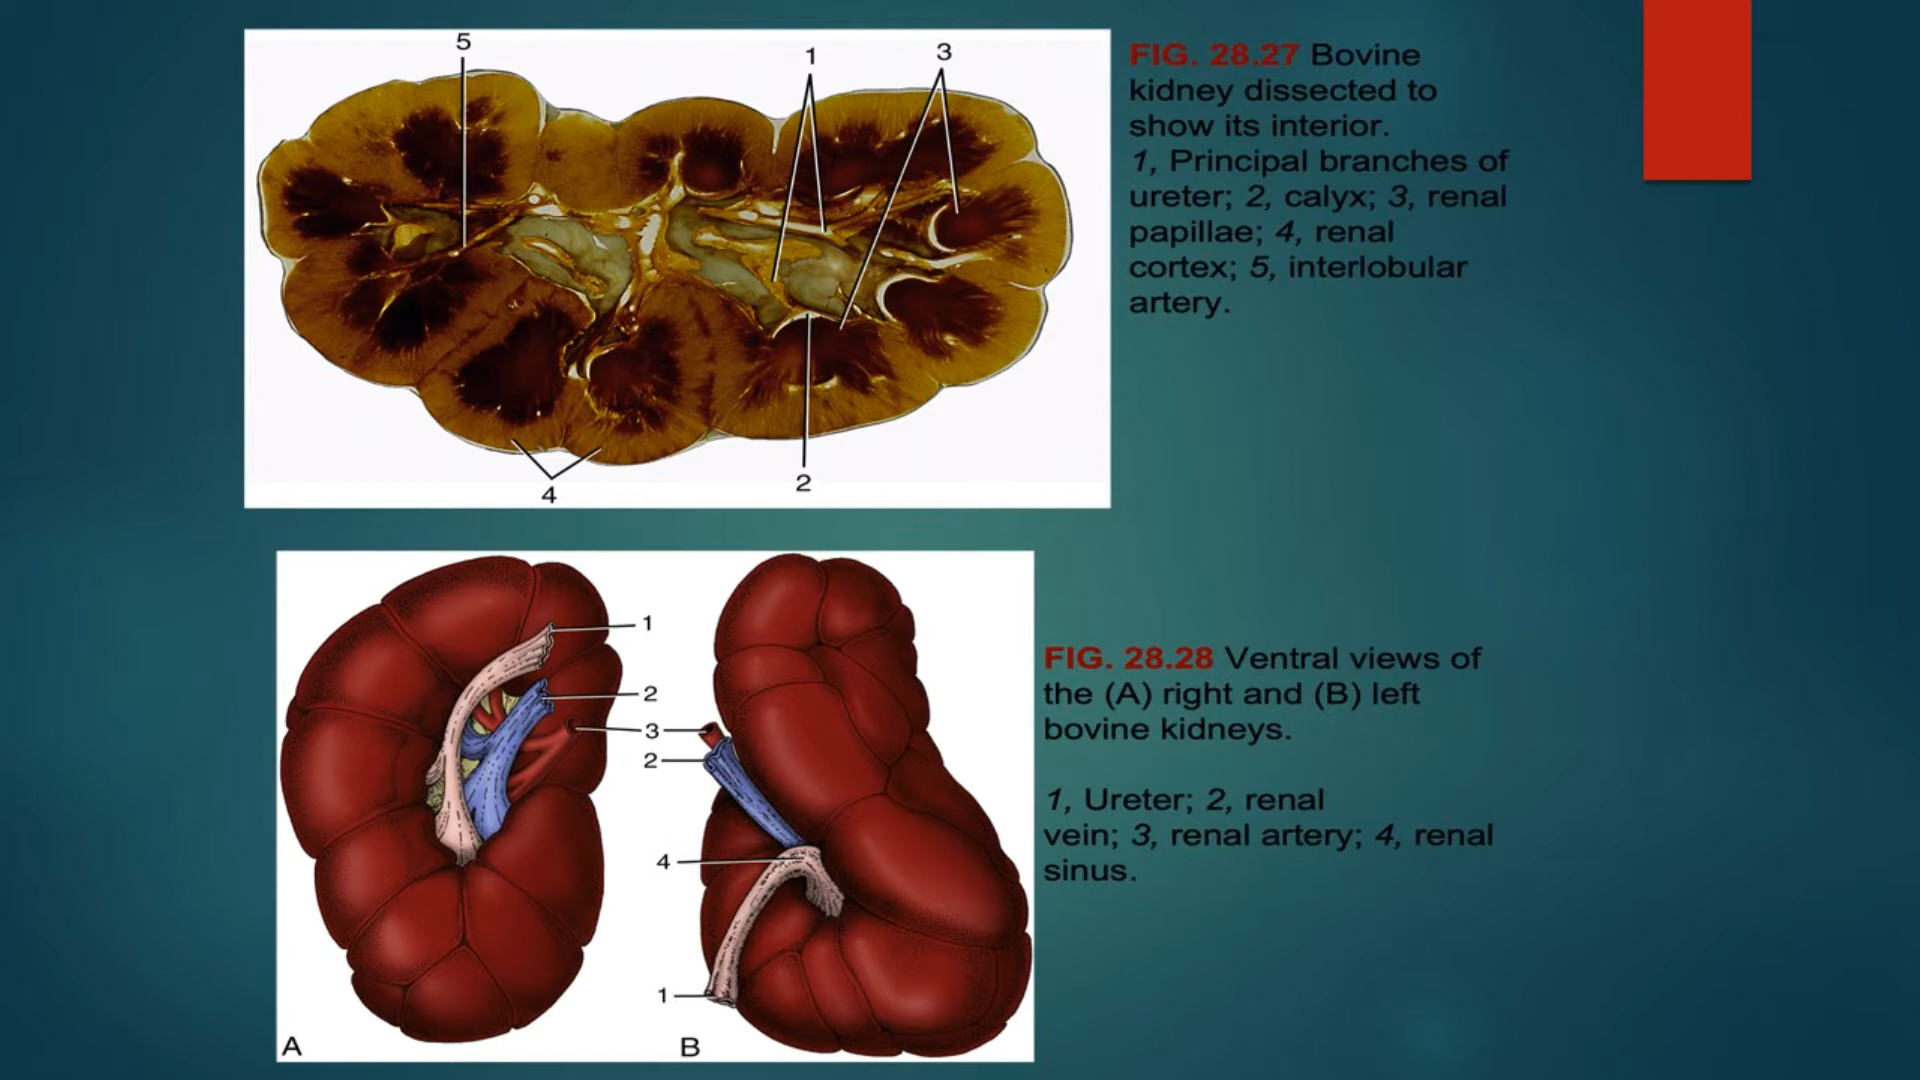 5
1
3
4
2
FIG. 28.27 Bovine
kidney dissected to
show its interior.
1, Principal branches of
ureter; 2, calyx; 3, renal
papillae; 4, renal
cortex; 5, interlobular
artery.
1
2
3
2
4
1
A
B
FIG. 28.28 Ventral views of
the (A) right and (B) left
bovine kidneys.
1, Ureter; 2, renal
vein; 3, renal artery; 4, renal
sinus.